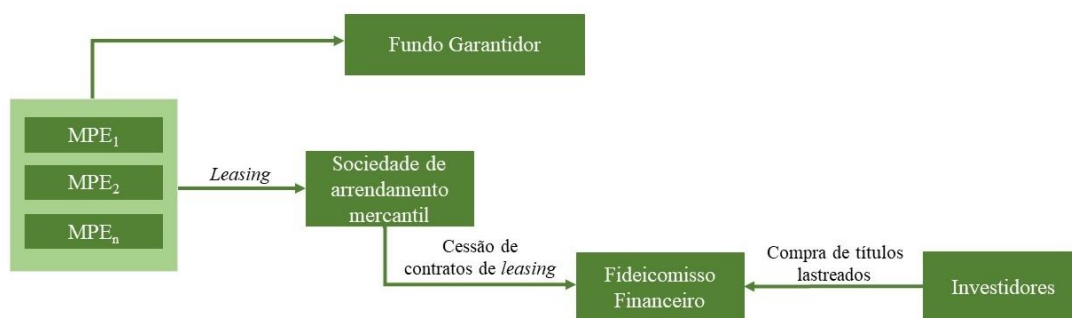 Fundo Garantidor
MPE1
MPE2
MPEn
Leasing
Sociedade de
arrendamento
mercantil
Cessão de
contratos de leasing
Fideicomisso
Financeiro
Compra de títulos
lastreados
Investidores